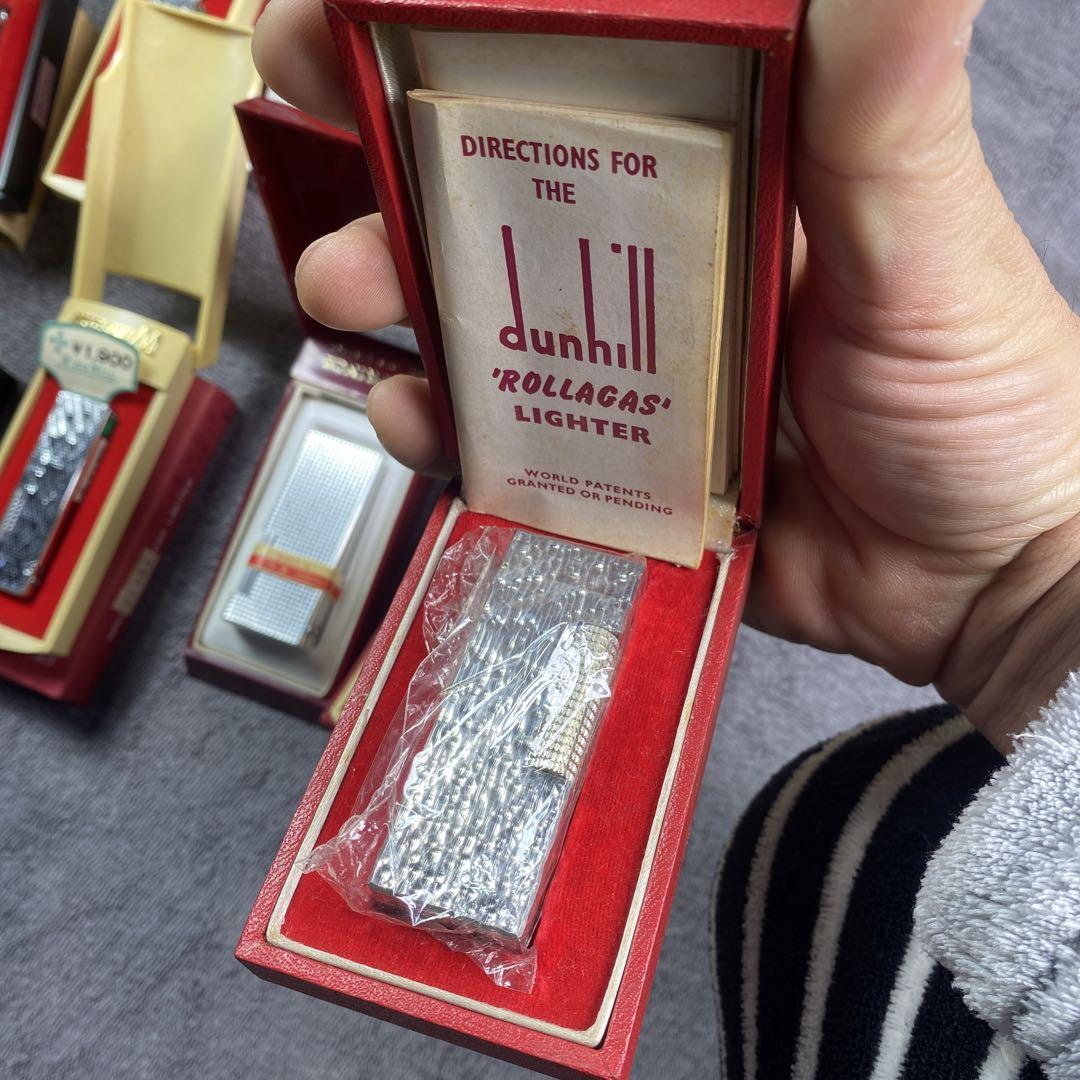 DIRECTIONS FOR
THE
dunhill
'ROLLAGAS'
LIGHTER
WORLD PATENTS
GRANTED OR PENDING
¥1,900